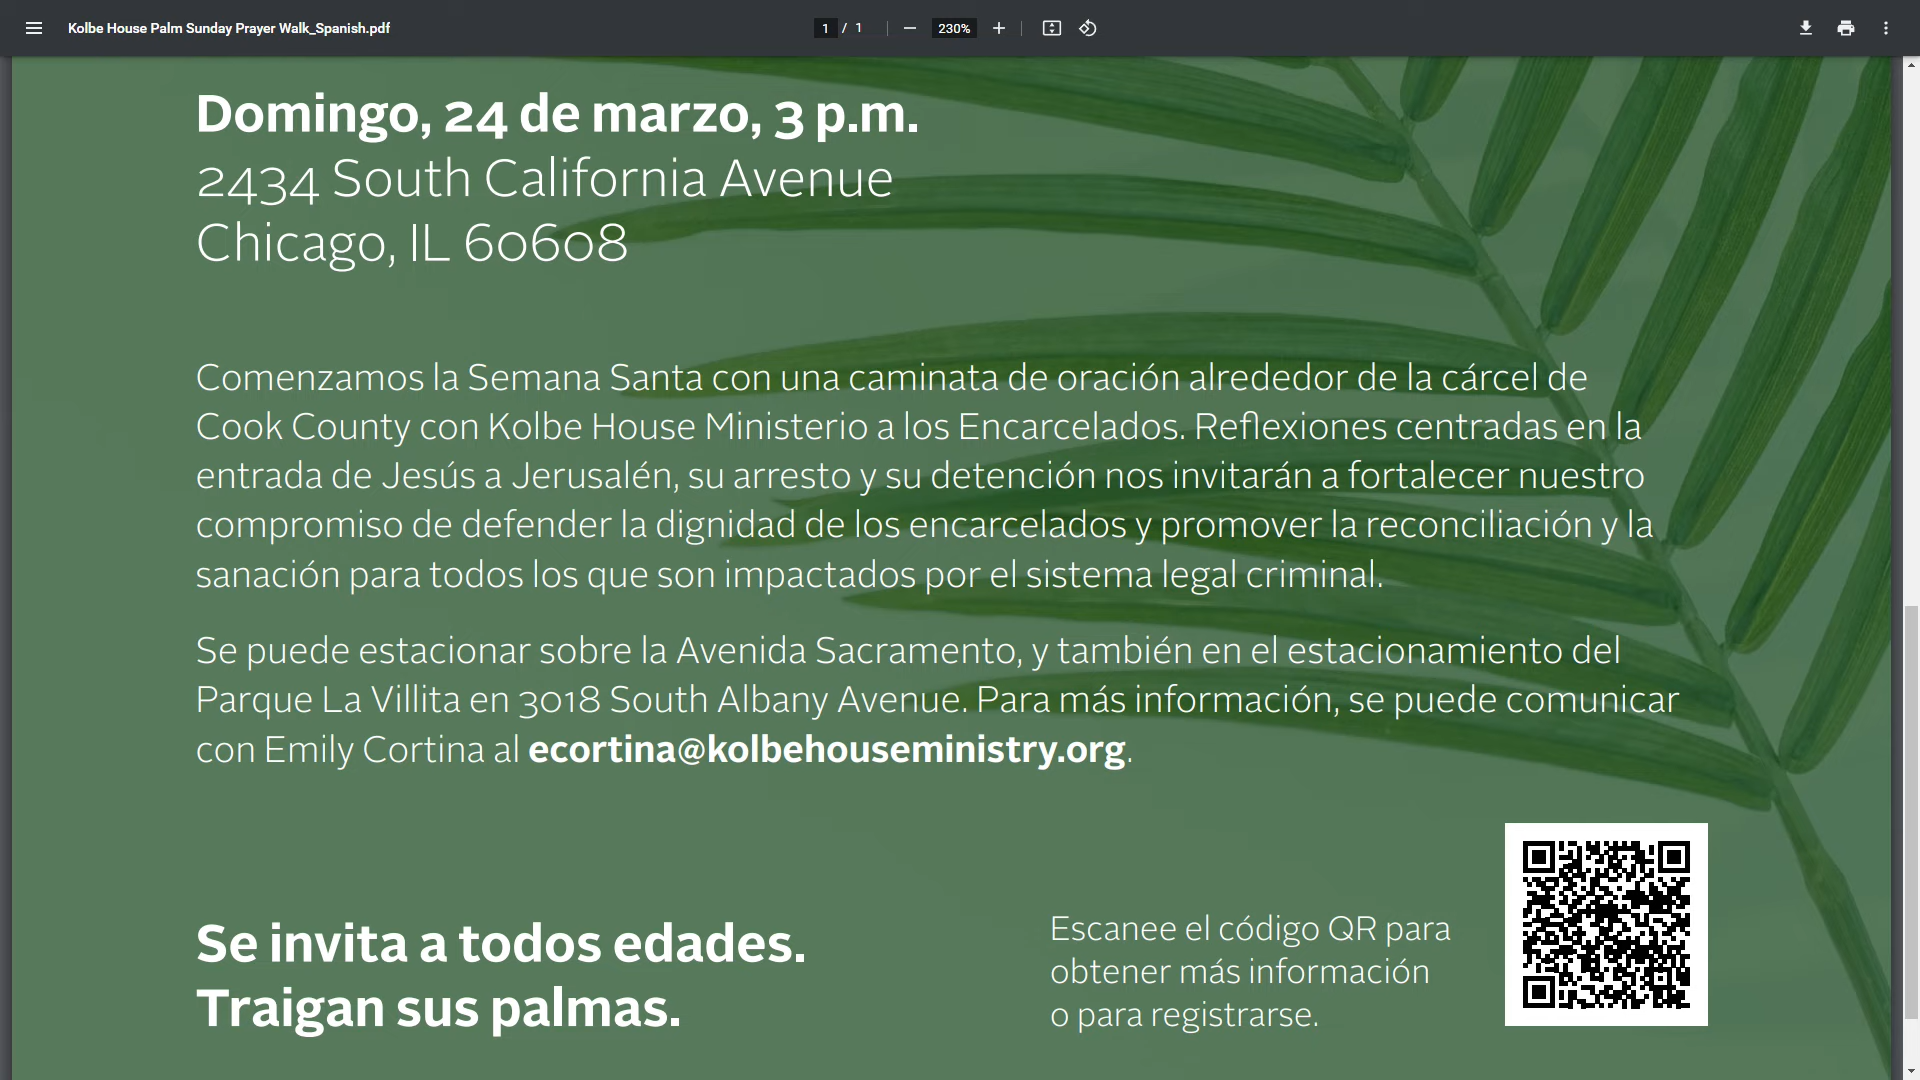 Kolbe House Palm Sunday Prayer Walk_Spanish.pdf
1 / 1
230%
Domingo, 24 de marzo, 3 p.m.
2434 South California Avenue
Chicago, IL 60608
Comenzamos la Semana Santa con una caminata de oración alrededor de la cárcel de
Cook County con Kolbe House Ministerio a los Encarcelados. Reflexiones centradas en la
entrada de Jesús a Jerusalén, su arresto y su detención nos invitarán a fortalecer nuestro
compromiso de defender la dignidad de los encarcelados y promover la reconciliación y la
sanación para todos los que son impactados por el sistema legal criminal.
Se puede estacionar sobre la Avenida Sacramento, y también en el estacionamiento del
Parque La Villita en 3018 South Albany Avenue. Para más información, se puede comunicar
con Emily Cortina al ecortina@kolbehouseministry.org.
Se invita a todos edades.
Traigan sus palmas.
Escanee el código QR para
obtener más información
o para registrarse.